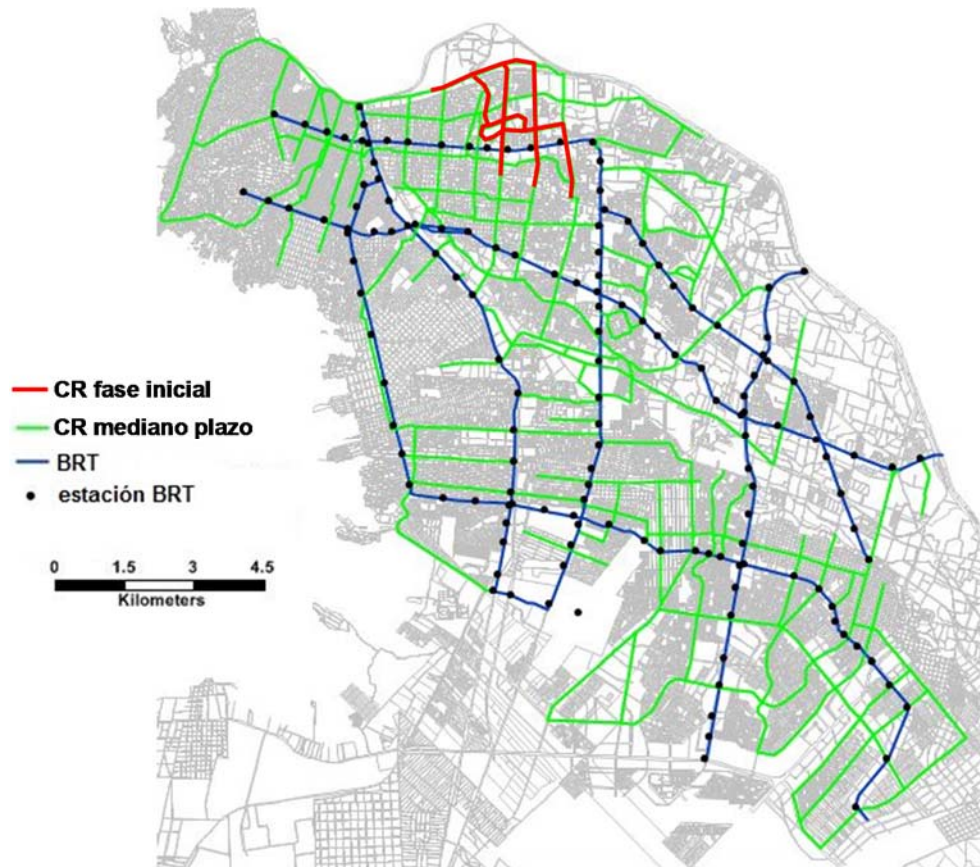 CR fase inicial
CR mediano plazo
BRT
estación BRT
0 1.5 3 4.5
Kilometers